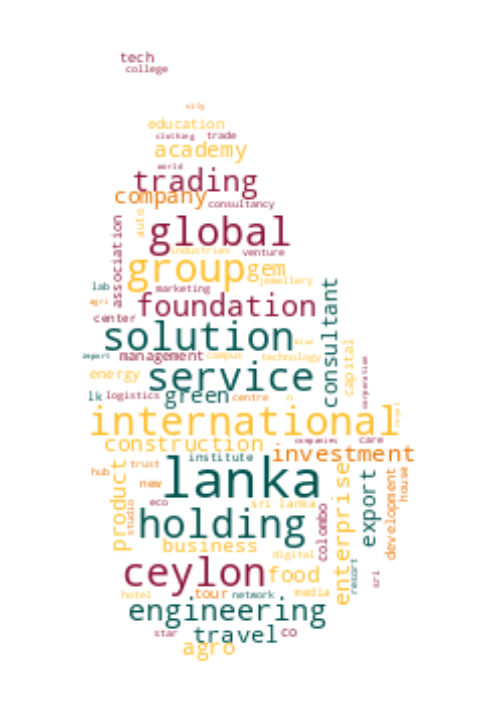 tech
college
city
education
clothing trade
academy
world
trading
company
consultancy
association
auto
global
industries venture
group
gem
jewellery
lab
marketing
agri
foundation
center
consultant
solution
blue
import management campus technology
capital
corporation
energy
service
lk logistics green centre n
international
royal
construction
companies care
institute investment
lanka
hub trust
product
new
studio
eco
sri lanka
enterprise
export
development
house
holding
colombo
business
digital
ceylon
food
resort
sri
hotel tour network media
engineering
star travel co
agro